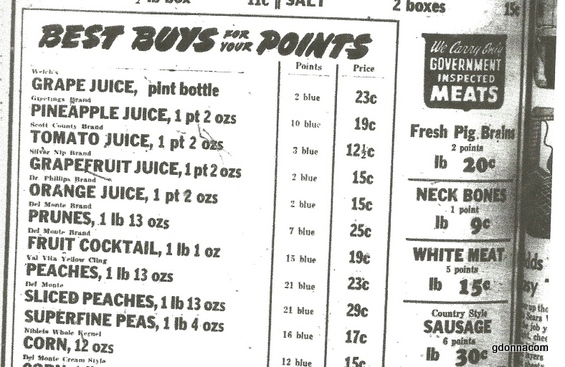 ½ lb box 11c SALT 2 boxes 15c
BEST BUYS FOR YOUR POINTS
Points Price
Welch's
GRAPE JUICE, pint bottle 2 blue 23c
Greetings Brand
PINEAPPLE JUICE, 1 pt 2 ozs 10 blue 19c
Scott County Brand
TOMATO JUICE, 1 pt 2 ozs 3 blue 12½c
Silver Nip Brand
GRAPEFRUIT JUICE, 1 pt 2 ozs 2 blue 15c
Dr. Phillips Brand
ORANGE JUICE, 1 pt 2 ozs 2 blue 15c
Del Monte Brand
PRUNES, 1 lb 13 ozs 7 blue 25c
Del Monte Brand
FRUIT COCKTAIL, 1 lb 1 oz 15 blue 19c
Val Vita Yellow Cling
PEACHES, 1 lb 13 ozs 21 blue 23c
Del Monte
SLICED PEACHES, 1 lb 13 ozs 21 blue 29c
SUPERFINE PEAS, 1 lb 4 ozs 16 blue 17c
Niblets Whole Kernel
CORN, 12 ozs 12 blue 15c
Del Monte Cream Style
We Carry Only
GOVERNMENT
INSPECTED
MEATS
Fresh Pig Brains
2 points
lb 20c
NECK BONES
1 point
lb 9c
WHITE MEAT
5 points
lb 15c
Country Style
SAUSAGE
6 points
lb 30c
gdonnacom